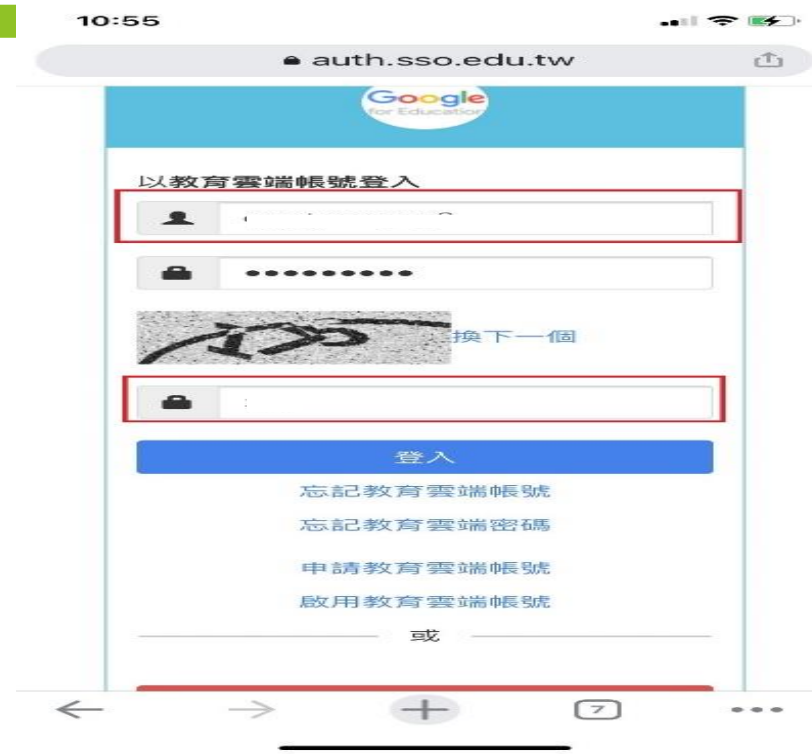 10:55
auth.sso.edu.tw
Google
for Education
以教育雲端帳號登入
•••••••••
換下一個
登入
忘記教育雲端帳號
忘記教育雲端密碼
申請教育雲端帳號
啟用教育雲端帳號
或
7